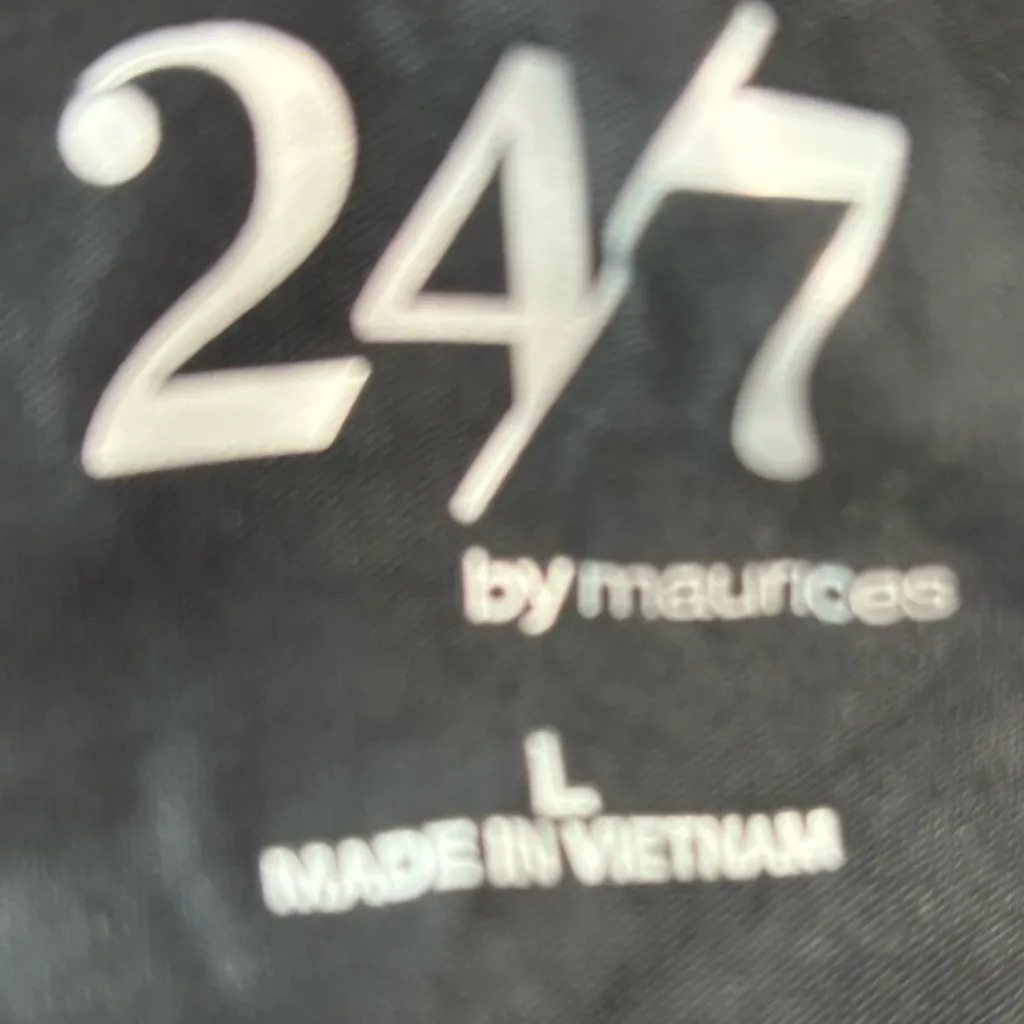 24/7
by maurices
L
MADE IN VIETNAM